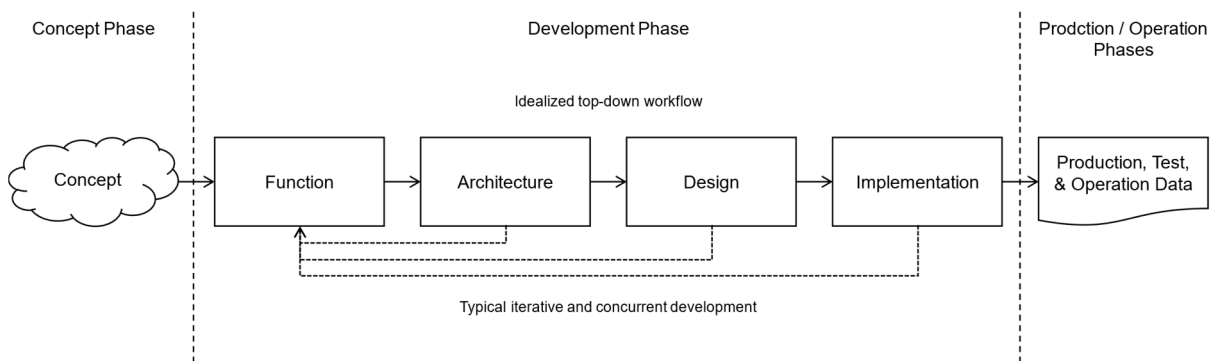 Concept Phase
Development Phase
Prodction / Operation
Phases
Idealized top-down workflow
Concept
Function
Architecture
Design
Implementation
Production, Test,
& Operation Data
Typical iterative and concurrent development